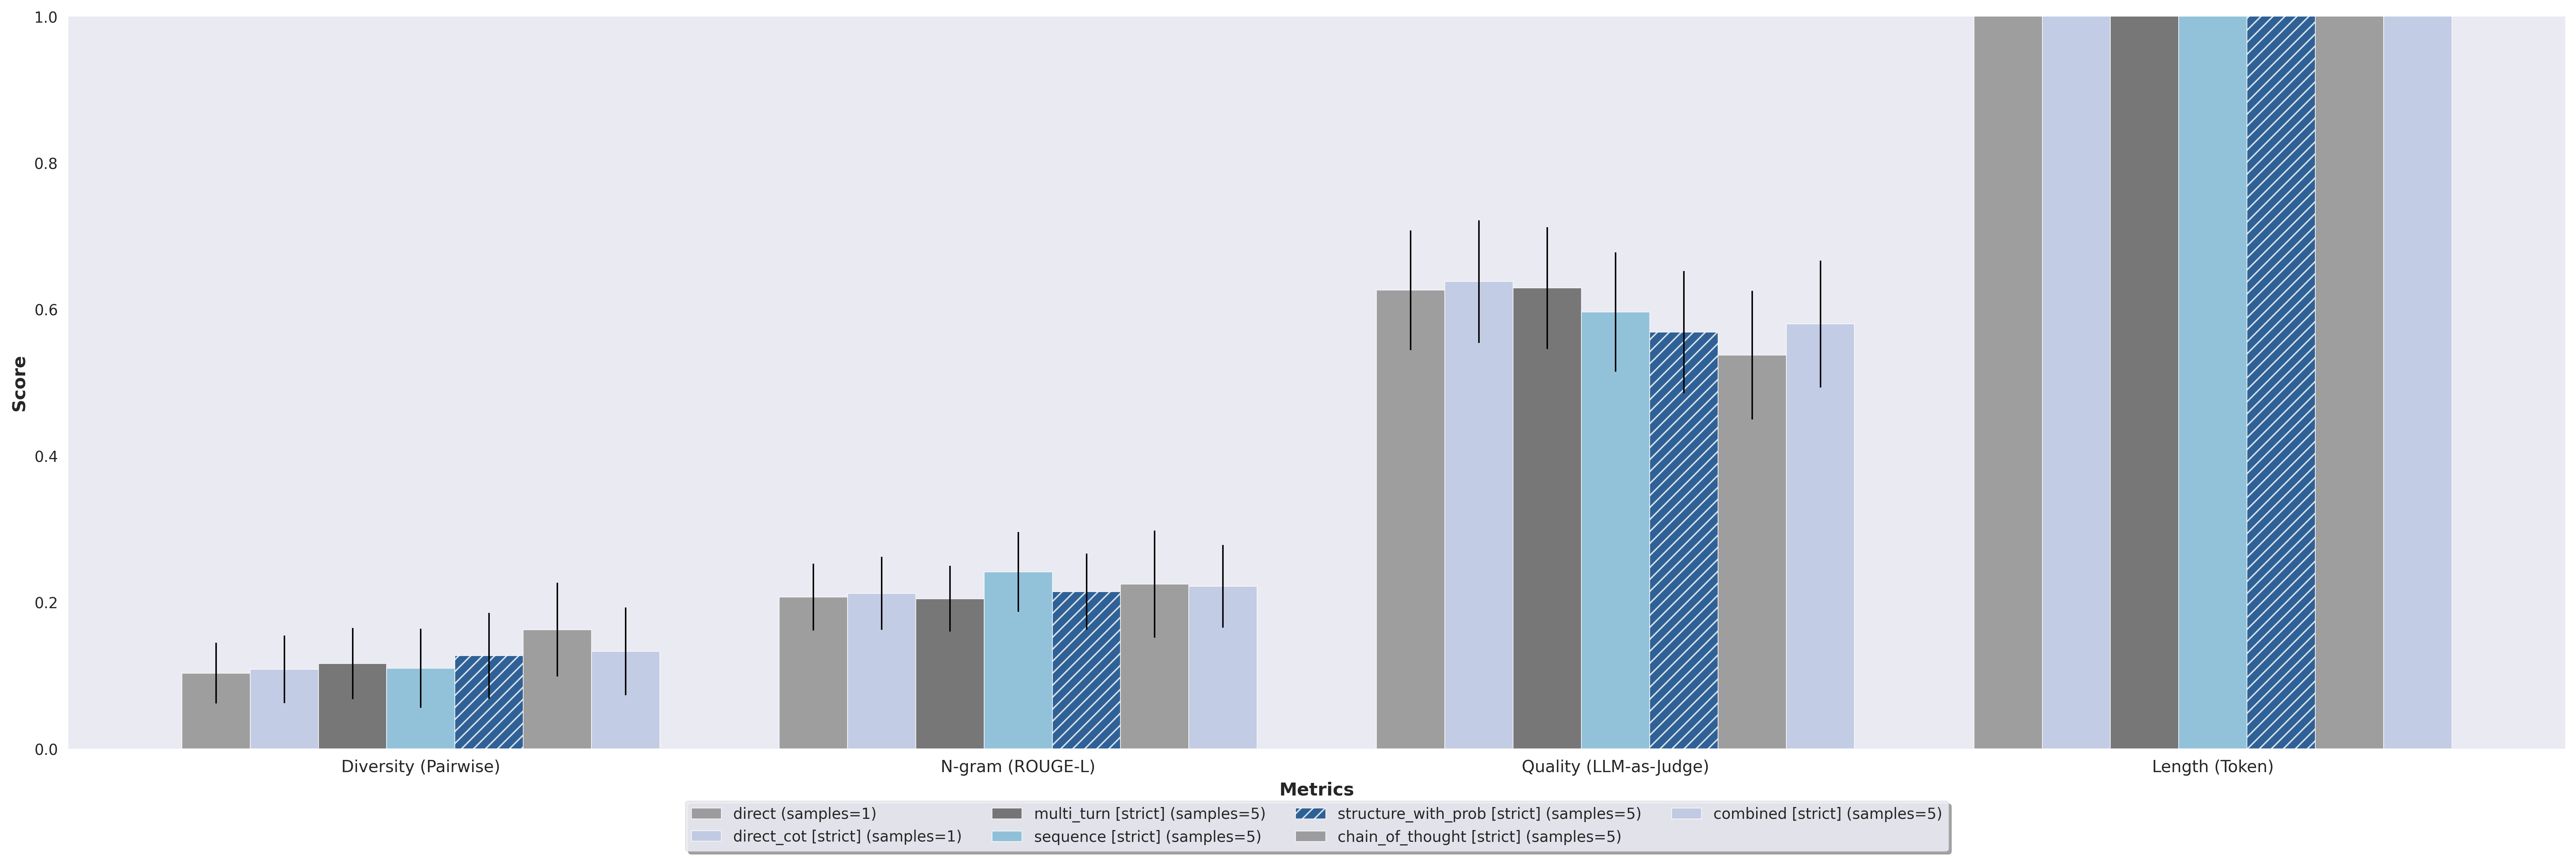 1.0
0.8
0.6
0.4
0.2
0.0
Score
Diversity (Pairwise)
N-gram (ROUGE-L)
Quality (LLM-as-Judge)
Length (Token)
Metrics
direct (samples=1)
direct_cot [strict] (samples=1)
multi_turn [strict] (samples=5)
sequence [strict] (samples=5)
structure_with_prob [strict] (samples=5)
chain_of_thought [strict] (samples=5)
combined [strict] (samples=5)